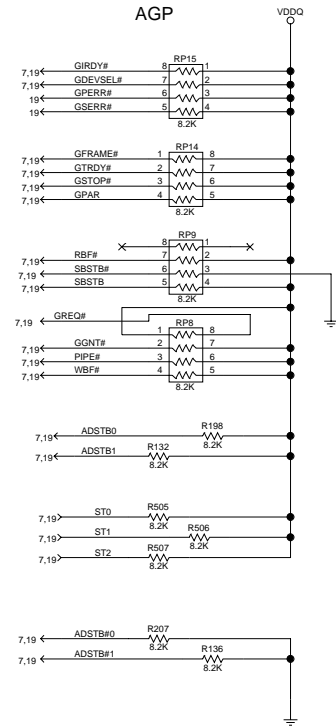 AGP
VDDQ
RP15
7,19 GIRDY# 8 1
7,19 GDEVSEL# 7 2
19 GPERR# 6 3
19 GSERR# 5 4
8.2K
RP14
7,19 GFRAME# 1 8
7,19 GTRDY# 2 7
7,19 GSTOP# 3 6
7,19 GPAR 4 5
8.2K
RP9
8 1
7,19 RBF# 7 2
7,19 SBSTB# 6 3
7,19 SBSTB 5 4
8.2K
7,19 GREQ#
RP8
1 8
7,19 GGNT# 2 7
7,19 PIPE# 3 6
7,19 WBF# 4 5
8.2K
7,19 ADSTB0 R198
8.2K
7,19 ADSTB1 R132
8.2K
7,19 ST0 R505
8.2K
7,19 ST1 R506
8.2K
7,19 ST2 R507
8.2K
7,19 ADSTB#0 R207
8.2K
7,19 ADSTB#1 R136
8.2K